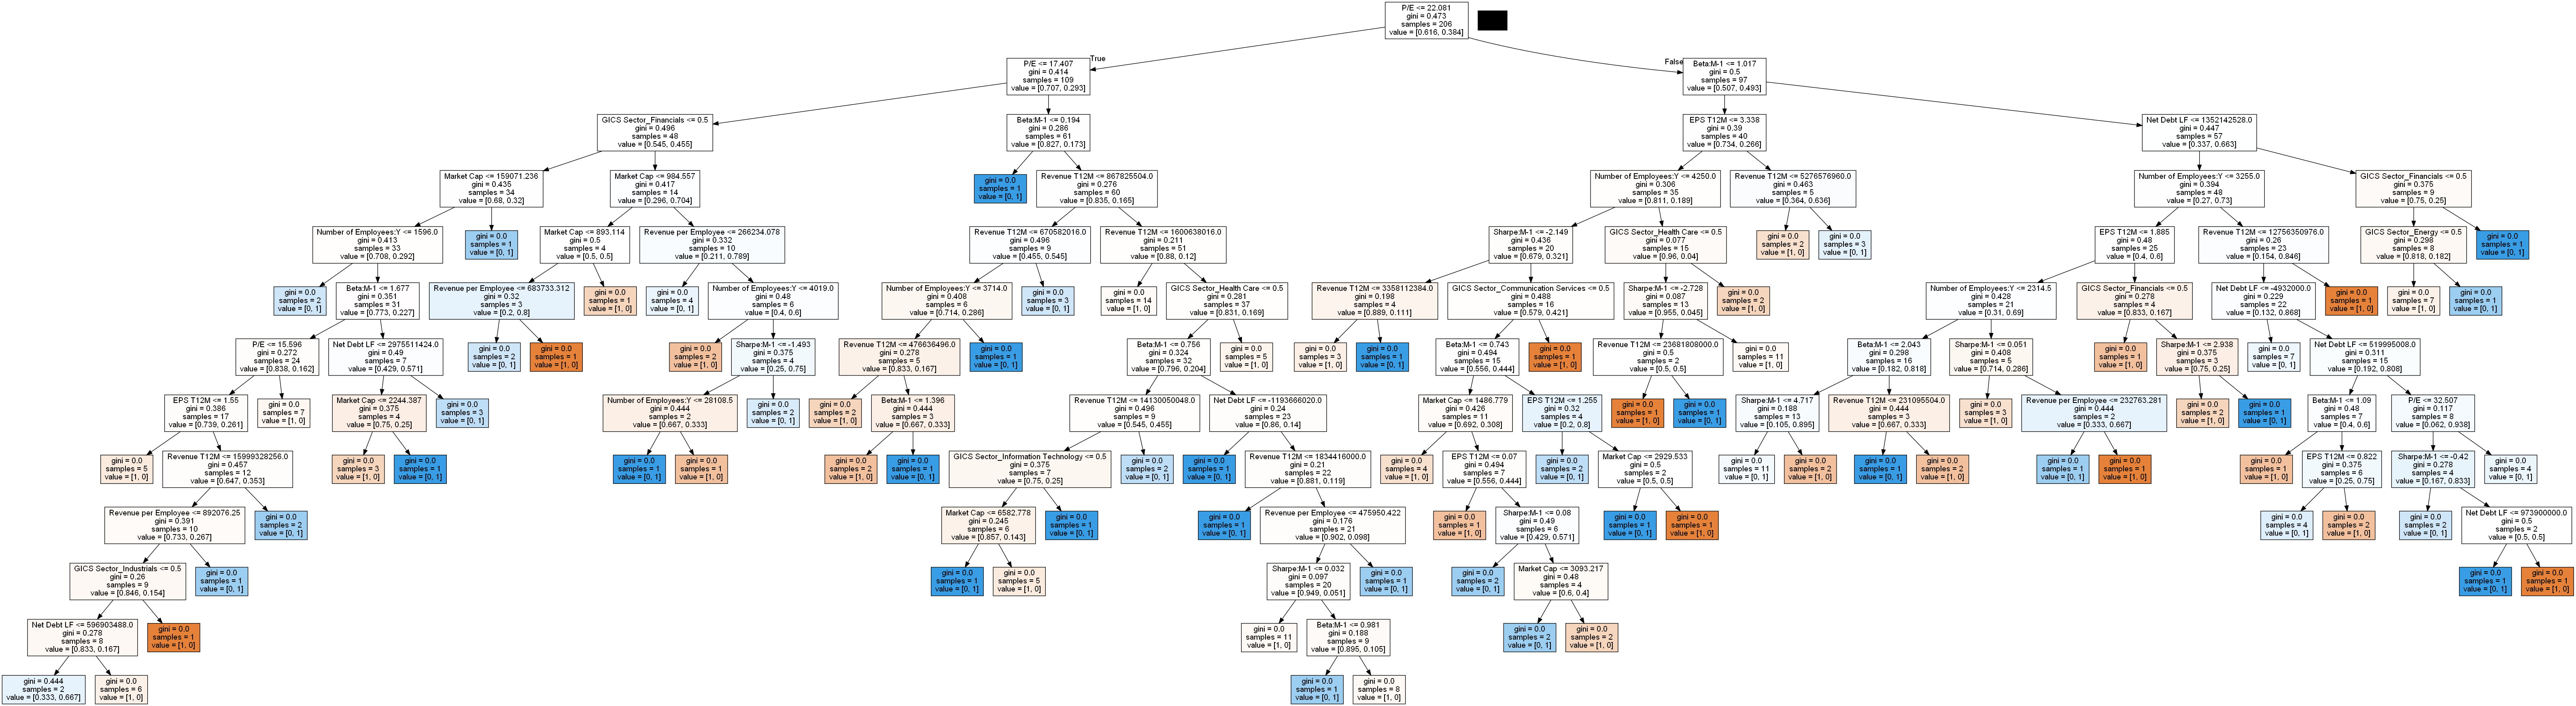 P/E <= 22.081
gini = 0.473
samples = 206
value = [0.616, 0.384]
True
False
P/E <= 17.407
gini = 0.414
samples = 109
value = [0.707, 0.293]
Beta:M-1 <= 1.017
gini = 0.5
samples = 97
value = [0.507, 0.493]
GICS Sector_Financials <= 0.5
gini = 0.496
samples = 48
value = [0.545, 0.455]
Beta:M-1 <= 0.194
gini = 0.286
samples = 61
value = [0.827, 0.173]
EPS T12M <= 3.338
gini = 0.39
samples = 40
value = [0.734, 0.266]
Net Debt LF <= 1352142528.0
gini = 0.447
samples = 57
value = [0.337, 0.663]
Market Cap <= 159071.236
gini = 0.435
samples = 34
value = [0.68, 0.32]
Market Cap <= 984.557
gini = 0.417
samples = 14
value = [0.296, 0.704]
gini = 0.0
samples = 1
value = [0, 1]
Revenue T12M <= 867825504.0
gini = 0.276
samples = 60
value = [0.835, 0.165]
Number of Employees:Y <= 4250.0
gini = 0.306
samples = 35
value = [0.811, 0.189]
Revenue T12M <= 5276576960.0
gini = 0.463
samples = 5
value = [0.364, 0.636]
Number of Employees:Y <= 3255.0
gini = 0.394
samples = 48
value = [0.27, 0.73]
GICS Sector_Financials <= 0.5
gini = 0.375
samples = 9
value = [0.75, 0.25]
Number of Employees:Y <= 1596.0
gini = 0.413
samples = 33
value = [0.708, 0.292]
gini = 0.0
samples = 1
value = [0, 1]
Market Cap <= 893.114
gini = 0.5
samples = 4
value = [0.5, 0.5]
Revenue per Employee <= 266234.078
gini = 0.332
samples = 10
value = [0.211, 0.789]
Revenue T12M <= 670582016.0
gini = 0.496
samples = 9
value = [0.455, 0.545]
Revenue T12M <= 1600638016.0
gini = 0.211
samples = 51
value = [0.88, 0.12]
Sharpe:M-1 <= -2.149
gini = 0.436
samples = 20
value = [0.679, 0.321]
GICS Sector_Health Care <= 0.5
gini = 0.077
samples = 15
value = [0.96, 0.04]
gini = 0.0
samples = 2
value = [1, 0]
gini = 0.0
samples = 3
value = [0, 1]
EPS T12M <= 1.885
gini = 0.48
samples = 25
value = [0.4, 0.6]
Revenue T12M <= 12756350976.0
gini = 0.26
samples = 23
value = [0.154, 0.846]
GICS Sector_Energy <= 0.5
gini = 0.298
samples = 8
value = [0.818, 0.182]
gini = 0.0
samples = 1
value = [0, 1]
gini = 0.0
samples = 2
value = [0, 1]
Beta:M-1 <= 1.677
gini = 0.351
samples = 31
value = [0.773, 0.227]
Revenue per Employee <= 683733.312
gini = 0.32
samples = 3
value = [0.2, 0.8]
gini = 0.0
samples = 1
value = [1, 0]
gini = 0.0
samples = 4
value = [0, 1]
Number of Employees:Y <= 4019.0
gini = 0.48
samples = 6
value = [0.4, 0.6]
Number of Employees:Y <= 3714.0
gini = 0.408
samples = 6
value = [0.714, 0.286]
gini = 0.0
samples = 3
value = [0, 1]
gini = 0.0
samples = 14
value = [1, 0]
GICS Sector_Health Care <= 0.5
gini = 0.281
samples = 37
value = [0.831, 0.169]
Revenue T12M <= 3358112384.0
gini = 0.198
samples = 4
value = [0.889, 0.111]
GICS Sector_Communication Services <= 0.5
gini = 0.488
samples = 16
value = [0.579, 0.421]
Sharpe:M-1 <= -2.728
gini = 0.087
samples = 13
value = [0.955, 0.045]
gini = 0.0
samples = 2
value = [1, 0]
Number of Employees:Y <= 2314.5
gini = 0.428
samples = 21
value = [0.31, 0.69]
GICS Sector_Financials <= 0.5
gini = 0.278
samples = 4
value = [0.833, 0.167]
Net Debt LF <= -4932000.0
gini = 0.229
samples = 22
value = [0.132, 0.868]
gini = 0.0
samples = 1
value = [1, 0]
gini = 0.0
samples = 7
value = [1, 0]
gini = 0.0
samples = 1
value = [0, 1]
P/E <= 15.596
gini = 0.272
samples = 24
value = [0.838, 0.162]
Net Debt LF <= 2975511424.0
gini = 0.49
samples = 7
value = [0.429, 0.571]
gini = 0.0
samples = 2
value = [0, 1]
gini = 0.0
samples = 1
value = [1, 0]
gini = 0.0
samples = 2
value = [1, 0]
Sharpe:M-1 <= -1.493
gini = 0.375
samples = 4
value = [0.25, 0.75]
Revenue T12M <= 476636496.0
gini = 0.278
samples = 5
value = [0.833, 0.167]
gini = 0.0
samples = 1
value = [0, 1]
Beta:M-1 <= 0.756
gini = 0.324
samples = 32
value = [0.796, 0.204]
gini = 0.0
samples = 5
value = [1, 0]
gini = 0.0
samples = 3
value = [1, 0]
gini = 0.0
samples = 1
value = [0, 1]
Beta:M-1 <= 0.743
gini = 0.494
samples = 15
value = [0.556, 0.444]
gini = 0.0
samples = 1
value = [1, 0]
Revenue T12M <= 23681808000.0
gini = 0.5
samples = 2
value = [0.5, 0.5]
gini = 0.0
samples = 11
value = [1, 0]
Beta:M-1 <= 2.043
gini = 0.298
samples = 16
value = [0.182, 0.818]
Sharpe:M-1 <= 0.051
gini = 0.408
samples = 5
value = [0.714, 0.286]
gini = 0.0
samples = 1
value = [1, 0]
Sharpe:M-1 <= 2.938
gini = 0.375
samples = 3
value = [0.75, 0.25]
gini = 0.0
samples = 7
value = [0, 1]
Net Debt LF <= 519995008.0
gini = 0.311
samples = 15
value = [0.192, 0.808]
EPS T12M <= 1.55
gini = 0.386
samples = 17
value = [0.739, 0.261]
gini = 0.0
samples = 7
value = [1, 0]
Market Cap <= 2244.387
gini = 0.375
samples = 4
value = [0.75, 0.25]
gini = 0.0
samples = 3
value = [0, 1]
Number of Employees:Y <= 28108.5
gini = 0.444
samples = 2
value = [0.667, 0.333]
gini = 0.0
samples = 2
value = [0, 1]
gini = 0.0
samples = 2
value = [1, 0]
Beta:M-1 <= 1.396
gini = 0.444
samples = 3
value = [0.667, 0.333]
Revenue T12M <= 14130050048.0
gini = 0.496
samples = 9
value = [0.545, 0.455]
Net Debt LF <= -1193666020.0
gini = 0.24
samples = 23
value = [0.86, 0.14]
Market Cap <= 1486.779
gini = 0.426
samples = 11
value = [0.692, 0.308]
EPS T12M <= 1.255
gini = 0.32
samples = 4
value = [0.2, 0.8]
gini = 0.0
samples = 1
value = [1, 0]
gini = 0.0
samples = 1
value = [0, 1]
Sharpe:M-1 <= 4.717
gini = 0.188
samples = 13
value = [0.105, 0.895]
Revenue T12M <= 231095504.0
gini = 0.444
samples = 3
value = [0.667, 0.333]
gini = 0.0
samples = 3
value = [1, 0]
Revenue per Employee <= 232763.281
gini = 0.444
samples = 2
value = [0.333, 0.667]
gini = 0.0
samples = 2
value = [1, 0]
gini = 0.0
samples = 1
value = [0, 1]
Beta:M-1 <= 1.09
gini = 0.48
samples = 7
value = [0.4, 0.6]
P/E <= 32.507
gini = 0.117
samples = 8
value = [0.062, 0.938]
gini = 0.0
samples = 5
value = [1, 0]
Revenue T12M <= 15999328256.0
gini = 0.457
samples = 12
value = [0.647, 0.353]
gini = 0.0
samples = 3
value = [1, 0]
gini = 0.0
samples = 1
value = [0, 1]
gini = 0.0
samples = 1
value = [0, 1]
gini = 0.0
samples = 1
value = [1, 0]
gini = 0.0
samples = 2
value = [1, 0]
gini = 0.0
samples = 1
value = [0, 1]
GICS Sector_Information Technology <= 0.5
gini = 0.375
samples = 7
value = [0.75, 0.25]
gini = 0.0
samples = 2
value = [0, 1]
gini = 0.0
samples = 1
value = [0, 1]
Revenue T12M <= 1834416000.0
gini = 0.21
samples = 22
value = [0.881, 0.119]
gini = 0.0
samples = 4
value = [1, 0]
EPS T12M <= 0.07
gini = 0.494
samples = 7
value = [0.556, 0.444]
gini = 0.0
samples = 2
value = [0, 1]
Market Cap <= 2929.533
gini = 0.5
samples = 2
value = [0.5, 0.5]
gini = 0.0
samples = 11
value = [0, 1]
gini = 0.0
samples = 2
value = [1, 0]
gini = 0.0
samples = 1
value = [0, 1]
gini = 0.0
samples = 2
value = [1, 0]
gini = 0.0
samples = 1
value = [0, 1]
gini = 0.0
samples = 1
value = [1, 0]
gini = 0.0
samples = 1
value = [1, 0]
EPS T12M <= 0.822
gini = 0.375
samples = 6
value = [0.25, 0.75]
Sharpe:M-1 <= -0.42
gini = 0.278
samples = 4
value = [0.167, 0.833]
gini = 0.0
samples = 4
value = [0, 1]
Revenue per Employee <= 892076.25
gini = 0.391
samples = 10
value = [0.733, 0.267]
gini = 0.0
samples = 2
value = [0, 1]
Market Cap <= 6582.778
gini = 0.245
samples = 6
value = [0.857, 0.143]
gini = 0.0
samples = 1
value = [0, 1]
gini = 0.0
samples = 1
value = [0, 1]
Revenue per Employee <= 475950.422
gini = 0.176
samples = 21
value = [0.902, 0.098]
gini = 0.0
samples = 1
value = [1, 0]
Sharpe:M-1 <= 0.08
gini = 0.49
samples = 6
value = [0.429, 0.571]
gini = 0.0
samples = 1
value = [0, 1]
gini = 0.0
samples = 1
value = [1, 0]
gini = 0.0
samples = 4
value = [0, 1]
gini = 0.0
samples = 2
value = [1, 0]
gini = 0.0
samples = 2
value = [0, 1]
Net Debt LF <= 973900000.0
gini = 0.5
samples = 2
value = [0.5, 0.5]
GICS Sector_Industrials <= 0.5
gini = 0.26
samples = 9
value = [0.846, 0.154]
gini = 0.0
samples = 1
value = [0, 1]
gini = 0.0
samples = 1
value = [0, 1]
gini = 0.0
samples = 5
value = [1, 0]
Sharpe:M-1 <= 0.032
gini = 0.097
samples = 20
value = [0.949, 0.051]
gini = 0.0
samples = 1
value = [0, 1]
gini = 0.0
samples = 2
value = [0, 1]
Market Cap <= 3093.217
gini = 0.48
samples = 4
value = [0.6, 0.4]
gini = 0.0
samples = 1
value = [0, 1]
gini = 0.0
samples = 1
value = [1, 0]
Net Debt LF <= 596903488.0
gini = 0.278
samples = 8
value = [0.833, 0.167]
gini = 0.0
samples = 1
value = [1, 0]
gini = 0.0
samples = 11
value = [1, 0]
Beta:M-1 <= 0.981
gini = 0.188
samples = 9
value = [0.895, 0.105]
gini = 0.0
samples = 2
value = [0, 1]
gini = 0.0
samples = 2
value = [1, 0]
gini = 0.444
samples = 2
value = [0.333, 0.667]
gini = 0.0
samples = 6
value = [1, 0]
gini = 0.0
samples = 1
value = [0, 1]
gini = 0.0
samples = 8
value = [1, 0]